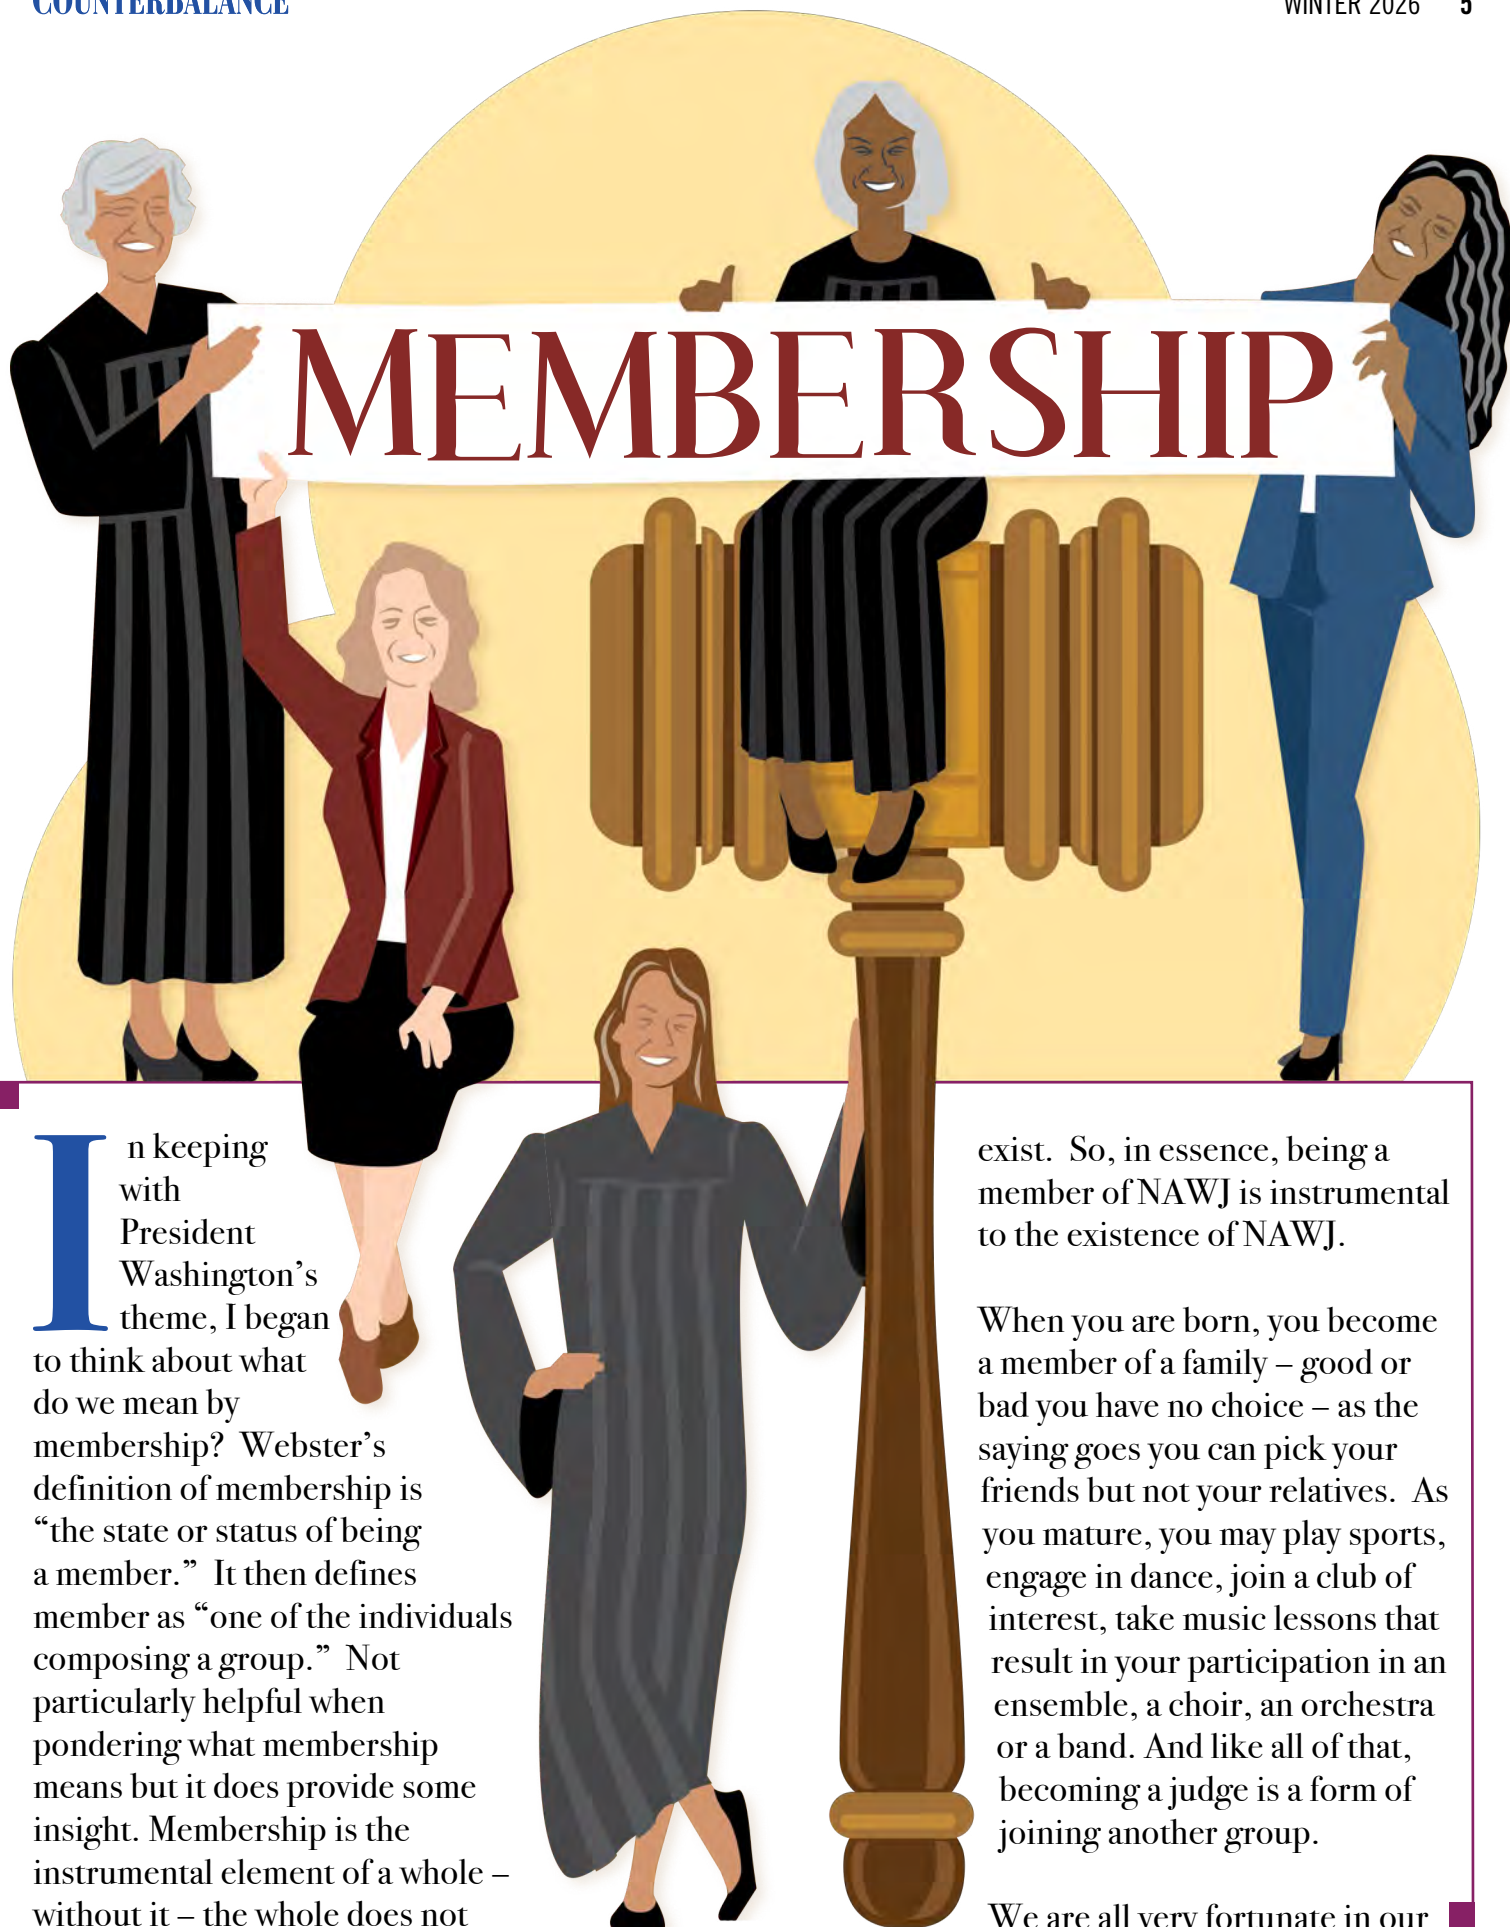 COUNTERBALANCE
WINTER 2026 5
MEMBERSHIP
In keeping
with
President
Washington’s
theme, I began
to think about what
do we mean by
membership? Webster’s
definition of membership is
“the state or status of being
a member.” It then defines
member as “one of the individuals
composing a group.” Not
particularly helpful when
pondering what membership
means but it does provide some
insight. Membership is the
instrumental element of a whole –
without it – the whole does not
exist. So, in essence, being a
member of NAWJ is instrumental
to the existence of NAWJ.
When you are born, you become
a member of a family – good or
bad you have no choice – as the
saying goes you can pick your
friends but not your relatives. As
you mature, you may play sports,
engage in dance, join a club of
interest, take music lessons that
result in your participation in an
ensemble, a choir, an orchestra
or a band. And like all of that,
becoming a judge is a form of
joining another group.
We are all very fortunate in our